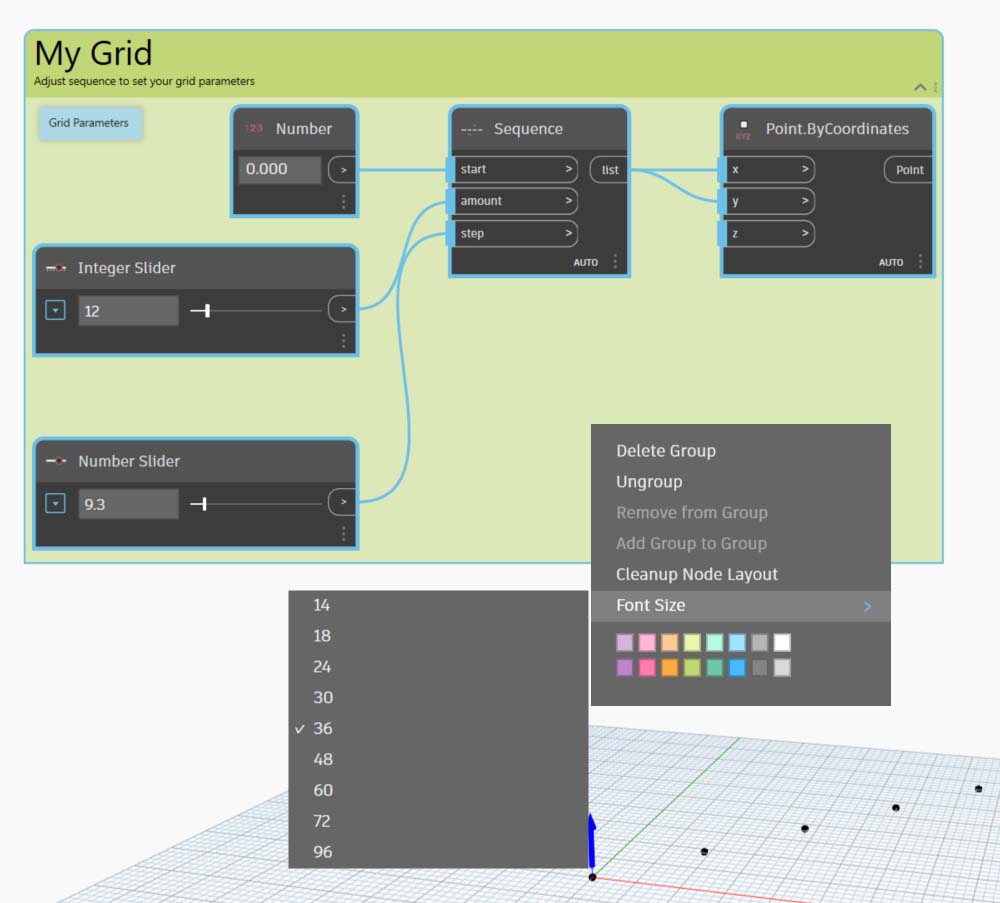 My Grid
Adjust sequence to set your grid parameters
Grid Parameters
123 Number
0.000 >
Integer Slider
12 >
Number Slider
9.3 >
Sequence
start > list
amount >
step >
AUTO
XYZ Point.ByCoordinates
x > Point
y >
z >
AUTO
Delete Group
Ungroup
Remove from Group
Add Group to Group
Cleanup Node Layout
Font Size >
14
18
24
30
✓ 36
48
60
72
96